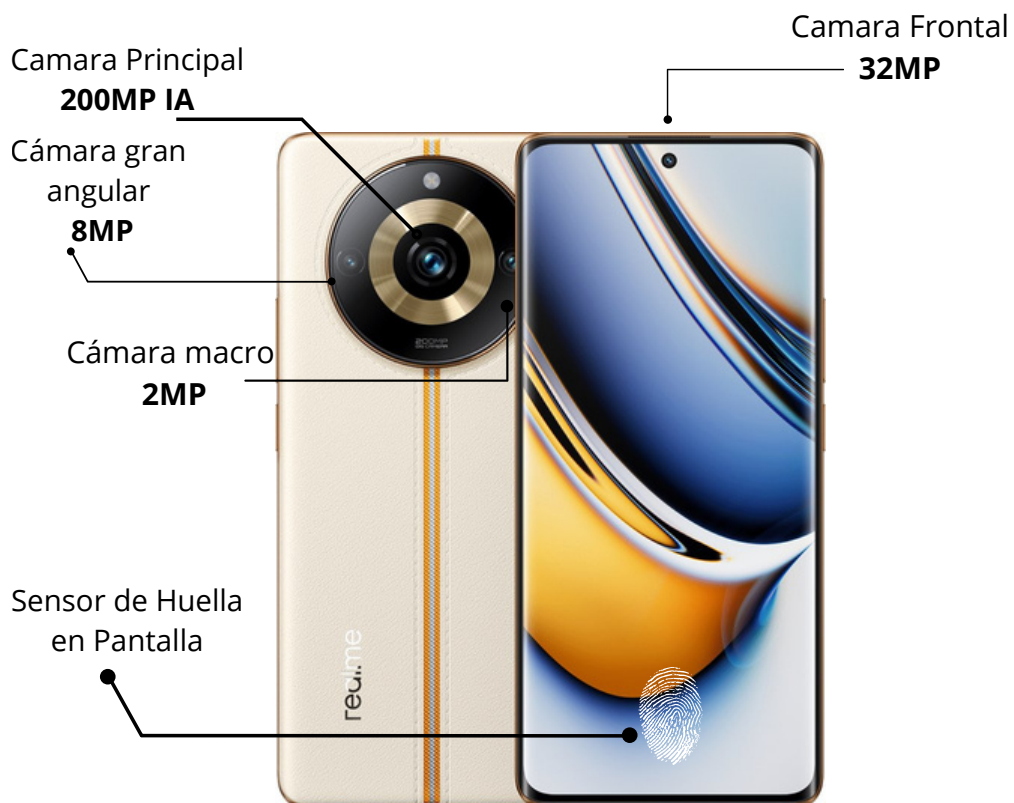 Camara Frontal
32MP
Camara Principal
200MP IA
Cámara gran
angular
8MP
Cámara macro
2MP
Sensor de Huella
en Pantalla
realme
200MP